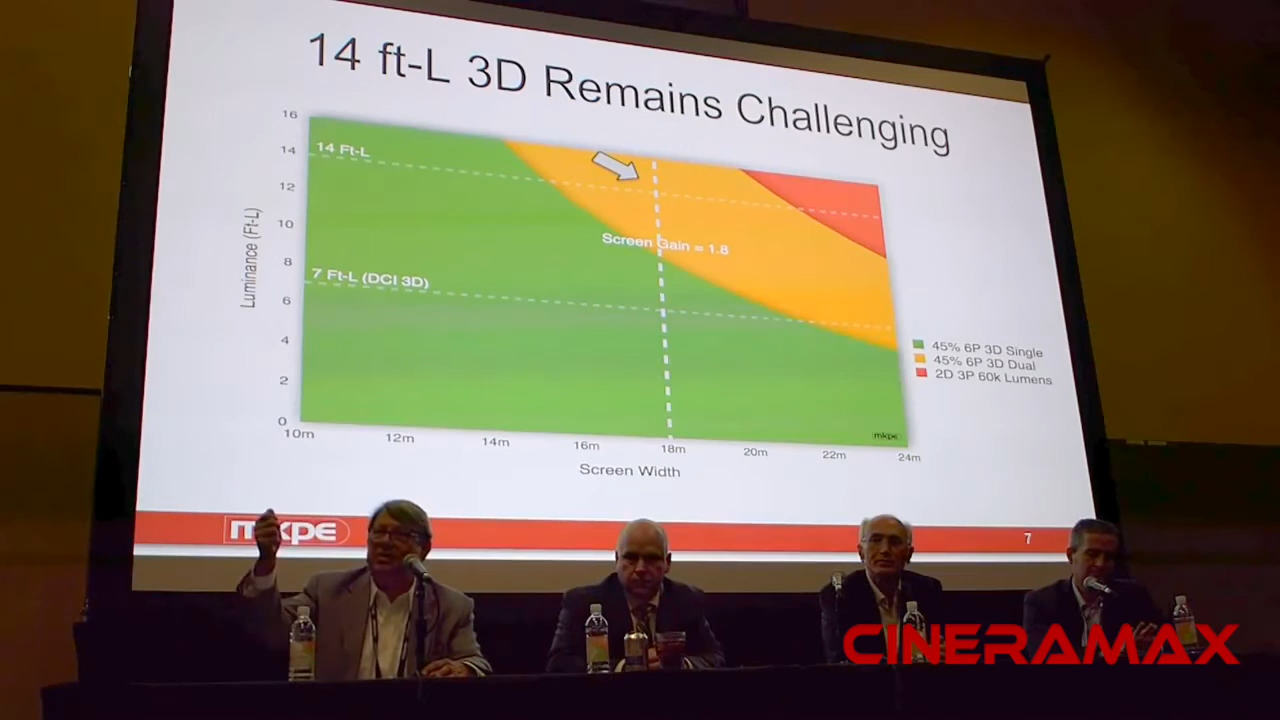 14 ft-L 3D Remains Challenging
16
14
12
10
8
6
4
2
0
Luminance (Ft-L)
14 Ft-L
Screen Gain = 1.8
7 Ft-L (DCI 3D)
45% 6P 3D Single
45% 6P 3D Dual
2D 3P 60k Lumens
mkpe
10m
12m
14m
16m
18m
20m
22m
24m
Screen Width
mkpe
7
CINERAMAX